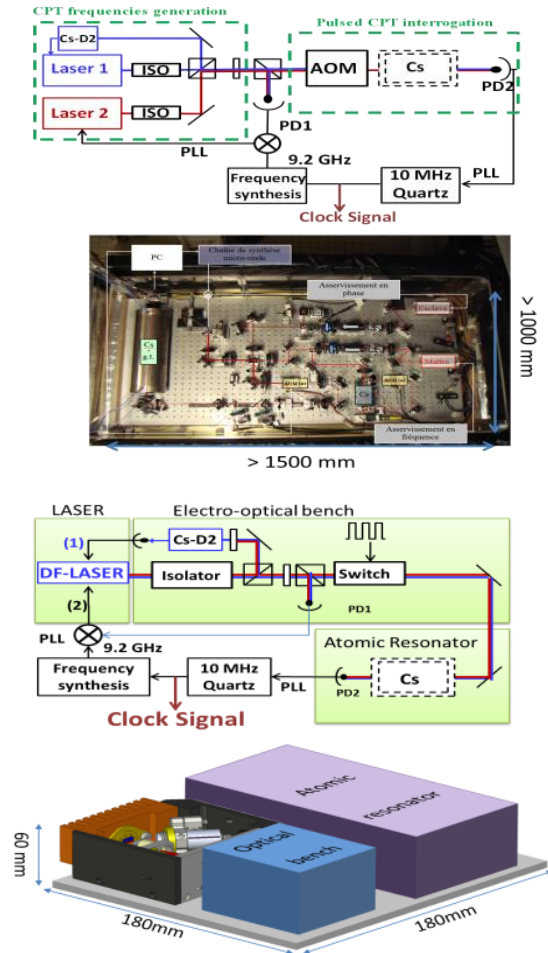 CPT frequencies generation
Pulsed CPT interrogation
Cs-D2
Laser 1
ISO
AOM
Cs
PD2
Laser 2
ISO
PD1
PLL
9.2 GHz
PLL
Frequency
synthesis
10 MHz
Quartz
Clock Signal
PC
Chaine de synthèse
micro-onde
Asservissement en
phase
Esclave
Maître
Cs
Cs
Asservissement en
fréquence
> 1000 mm
> 1500 mm
LASER
Electro-optical bench
(1)
Cs-D2
DF-LASER
Isolator
Switch
(2)
PD1
PLL
9.2 GHz
Atomic Resonator
Frequency
synthesis
10 MHz
Quartz
PLL
PD2
Cs
Clock Signal
Atomic
resonator
Optical
bench
60 mm
180mm
180mm